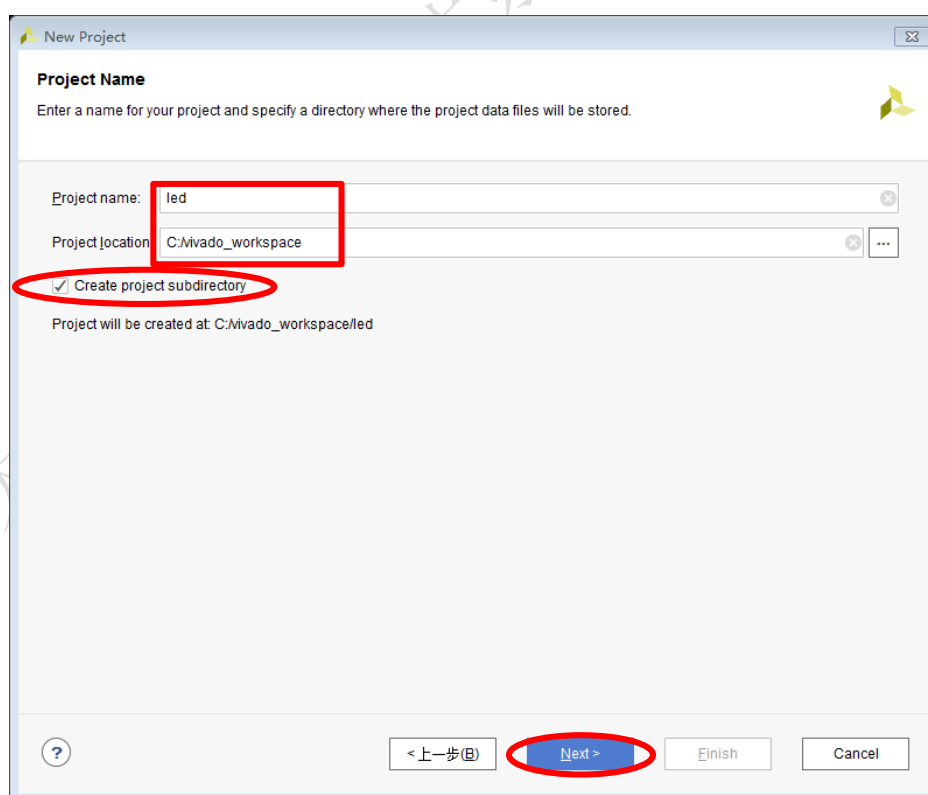 New Project
Project Name
Enter a name for your project and specify a directory where the project data files will be stored.
Project name: led
Project location: C:/vivado_workspace
...
Create project subdirectory
Project will be created at: C:/vivado_workspace/led
?
<上一步(B) Next > Finish Cancel